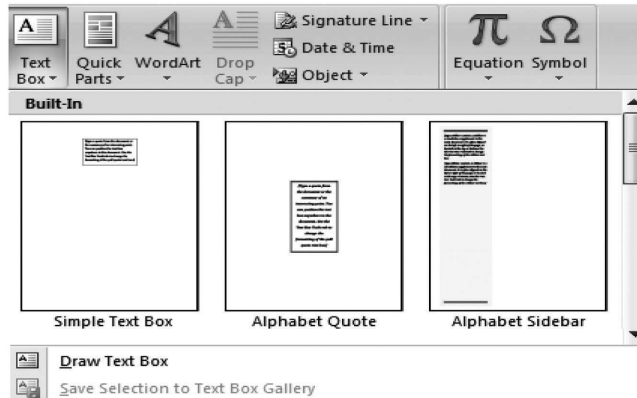 Signature Line
Date & Time
Object
Text Box
Quick Parts
WordArt
Drop Cap
Equation
Symbol
Built-In
Simple Text Box
Alphabet Quote
Alphabet Sidebar
Draw Text Box
Save Selection to Text Box Gallery